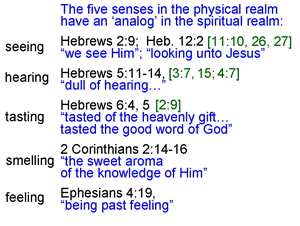 The five senses in the physical realm
have an ‘analog’ in the spiritual realm:
seeing Hebrews 2:9; Heb. 12:2 [11:10, 26, 27]
“we see Him”; “looking unto Jesus”
hearing Hebrews 5:11-14, [3:7, 15; 4:7]
“dull of hearing…”
tasting Hebrews 6:4, 5 [2:9]
“tasted of the heavenly gift…
tasted the good word of God”
smelling 2 Corinthians 2:14-16
“the sweet aroma
of the knowledge of Him”
feeling Ephesians 4:19,
“being past feeling”